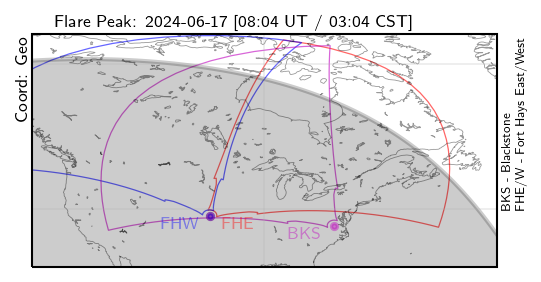 Flare Peak: 2024-06-17 [08:04 UT / 03:04 CST]
Coord: Geo
FHW
FHE
BKS
BKS - Blackstone
FHE/W - Fort Hays East/West